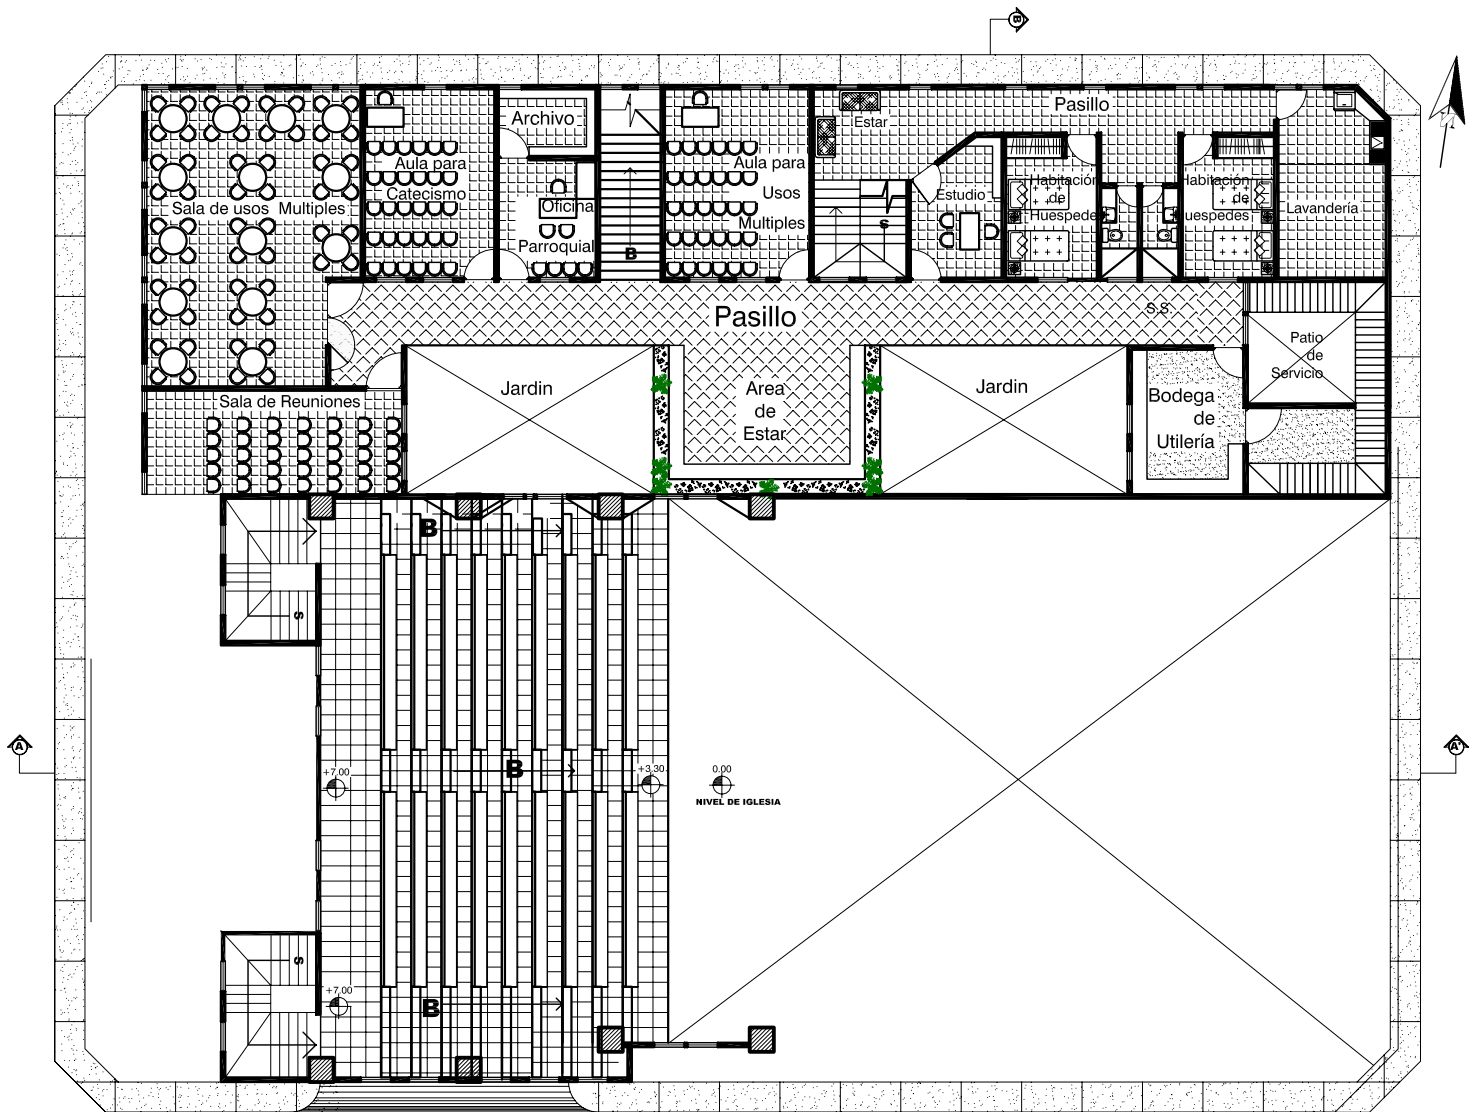 B
Pasillo
Archivo
Estar
Aula para
Catecismo
Aula para
Usos
Multiples
Sala de usos Multiples
Oficina
Parroquial
B
S
Estudio
Habitación
de
Huespedes
Habitación
de
Huespedes
Lavandería
Pasillo
S.S.
Patio
de
Servicio
Jardin
Area
de
Estar
Jardin
Bodega
de
Utilería
Sala de Reuniones
B
S
A
A'
+7.00
B
+3.30
0.00
NIVEL DE IGLESIA
S
+7.00
B